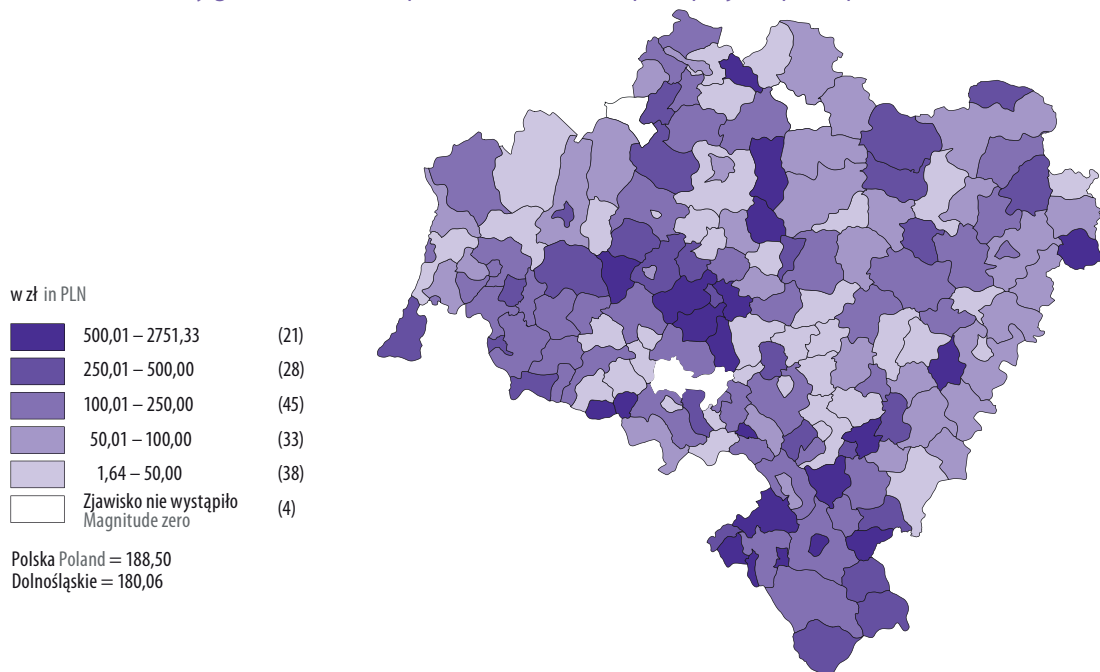 w zł in PLN
500,01 – 2751,33 (21)
250,01 – 500,00 (28)
100,01 – 250,00 (45)
50,01 – 100,00 (33)
1,64 – 50,00 (38)
Zjawisko nie wystąpiło (4)
Magnitude zero
Polska Poland = 188,50
Dolnośląskie = 180,06